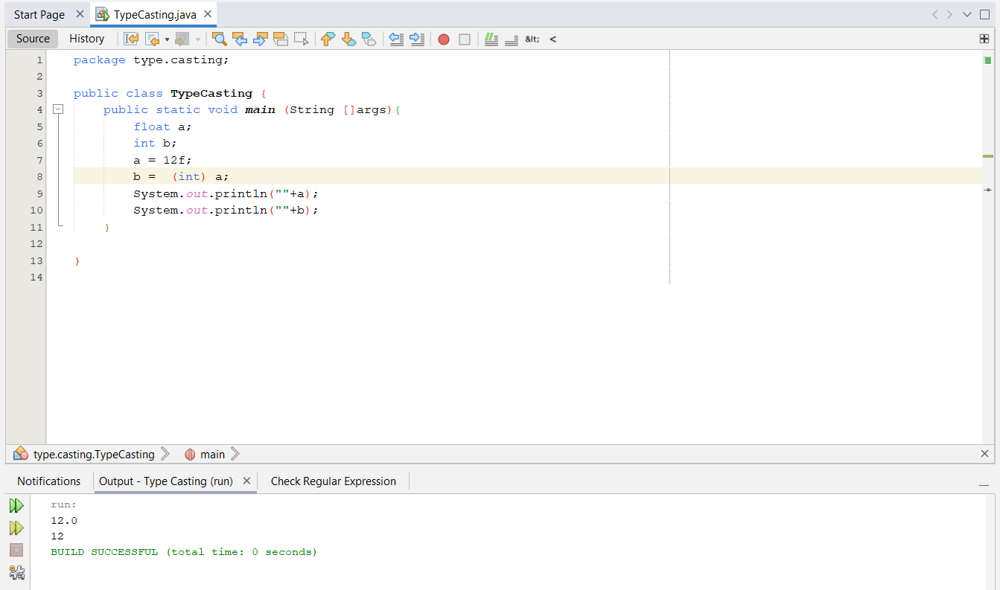 Start Page TypeCasting.java
Source History &lt; <
1 package type.casting;
2
3 public class TypeCasting {
4 public static void main (String []args){
5 float a;
6 int b;
7 a = 12f;
8 b =  (int) a;
9 System.out.println(""+a);
10 System.out.println(""+b);
11 }
12
13 }
14
type.casting.TypeCasting main
Notifications Output - Type Casting (run) Check Regular Expression
run:
12.0
12
BUILD SUCCESSFUL (total time: 0 seconds)